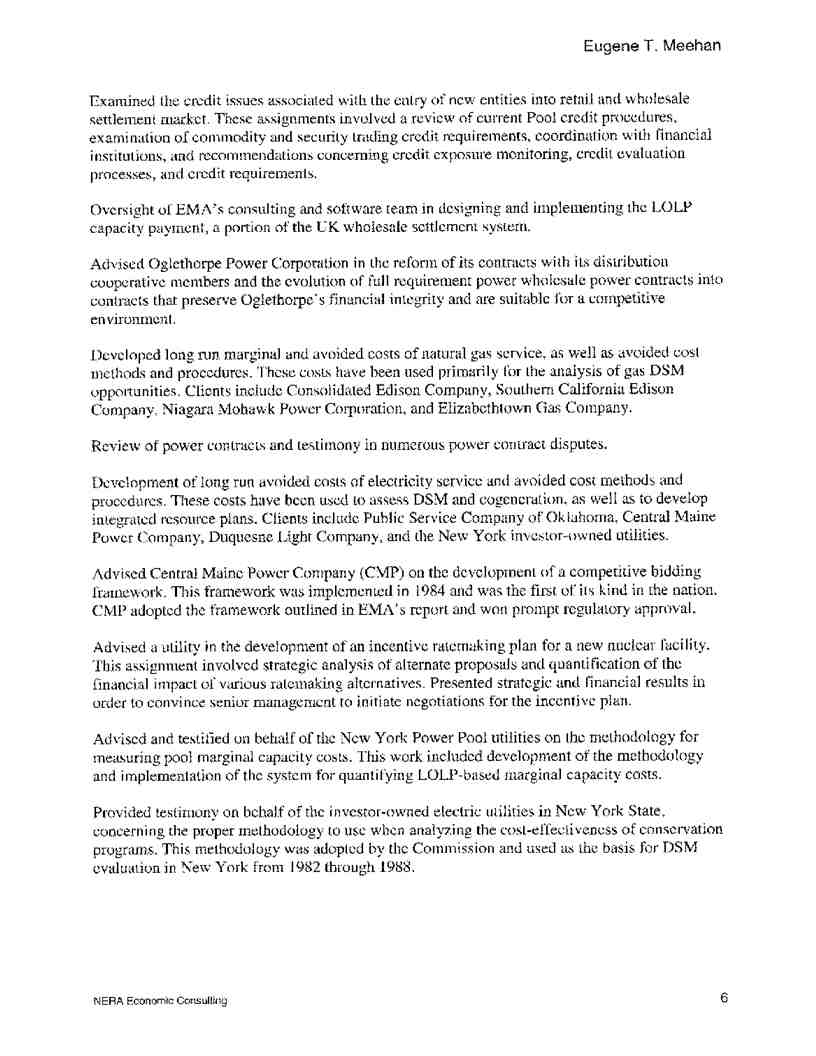 Eugene T. Meehan
Examined the credit issues associated with the entry of new entities into retail and wholesale
settlement market. These assignments involved a review of current Pool credit procedures,
examination of commodity and security trading credit requirements, coordination with financial
institutions, and recommendations concerning credit exposure monitoring, credit evaluation
processes, and credit requirements.
Oversight of EMA's consulting and software team in designing and implementing the LOLP
capacity payment, a portion of the UK wholesale settlement system.
Advised Oglethorpe Power Corporation in the reform of its contracts with its distribution
cooperative members and the evolution of full requirement power wholesale power contracts into
contracts that preserve Oglethorpe's financial integrity and are suitable for a competitive
environment.
Developed long run marginal and avoided costs of natural gas service, as well as avoided cost
methods and procedures. These costs have been used primarily for the analysis of gas DSM
opportunities. Clients include Consolidated Edison Company, Southern California Edison
Company, Niagara Mohawk Power Corporation, and Elizabethtown Gas Company.
Review of power contracts and testimony in numerous power contract disputes.
Development of long run avoided costs of electricity service and avoided cost methods and
procedures. These costs have been used to assess DSM and cogeneration, as well as to develop
integrated resource plans. Clients include Public Service Company of Oklahoma, Central Maine
Power Company, Duquesne Light Company, and the New York investor-owned utilities.
Advised Central Maine Power Company (CMP) on the development of a competitive bidding
framework. This framework was implemented in 1984 and was the first of its kind in the nation.
CMP adopted the framework outlined in EMA's report and won prompt regulatory approval.
Advised a utility in the development of an incentive ratemaking plan for a new nuclear facility.
This assignment involved strategic analysis of alternate proposals and quantification of the
financial impact of various ratemaking alternatives. Presented strategic and financial results in
order to convince senior management to initiate negotiations for the incentive plan.
Advised and testified on behalf of the New York Power Pool utilities on the methodology for
measuring pool marginal capacity costs. This work included development of the methodology
and implementation of the system for quantifying LOLP-based marginal capacity costs.
Provided testimony on behalf of the investor-owned electric utilities in New York State,
concerning the proper methodology to use when analyzing the cost-effectiveness of conservation
programs. This methodology was adopted by the Commission and used as the basis for DSM
evaluation in New York from 1982 through 1988.
NERA Economic Consulting
6